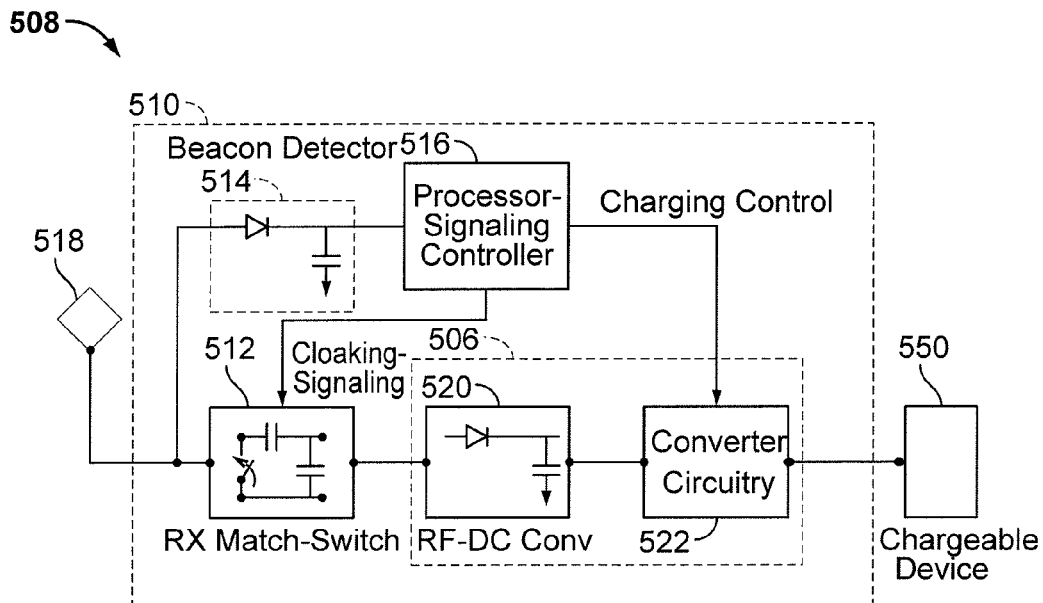 508
510
Beacon Detector
516
514
Processor-
Signaling
Controller
Charging Control
518
512
Cloaking-
Signaling
506
520
550
Converter
Circuitry
RX Match-Switch
RF-DC Conv
522
Chargeable
Device